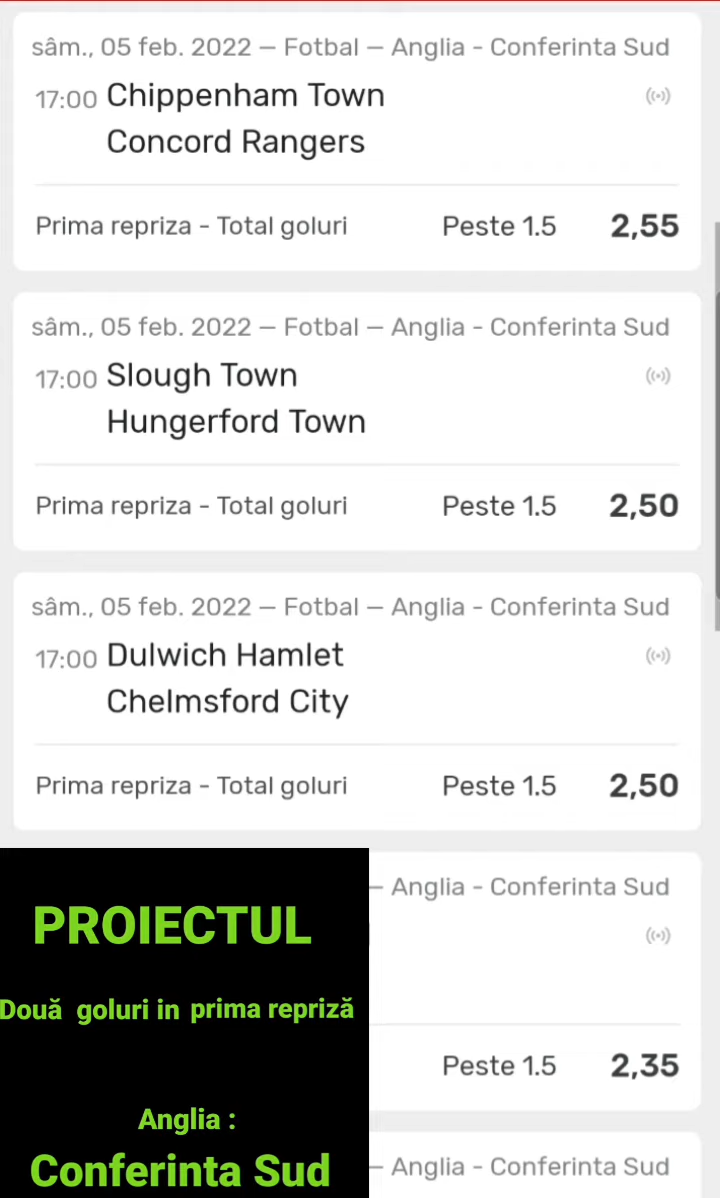 sâm., 05 feb. 2022 — Fotbal — Anglia - Conferinta Sud
17:00 Chippenham Town
Concord Rangers
Prima repriza - Total goluri Peste 1.5 2,55
sâm., 05 feb. 2022 — Fotbal — Anglia - Conferinta Sud
17:00 Slough Town
Hungerford Town
Prima repriza - Total goluri Peste 1.5 2,50
sâm., 05 feb. 2022 — Fotbal — Anglia - Conferinta Sud
17:00 Dulwich Hamlet
Chelmsford City
Prima repriza - Total goluri Peste 1.5 2,50
— Anglia - Conferinta Sud
Peste 1.5 2,35
— Anglia - Conferinta Sud
PROIECTUL
Două goluri in prima repriză
Anglia :
Conferinta Sud